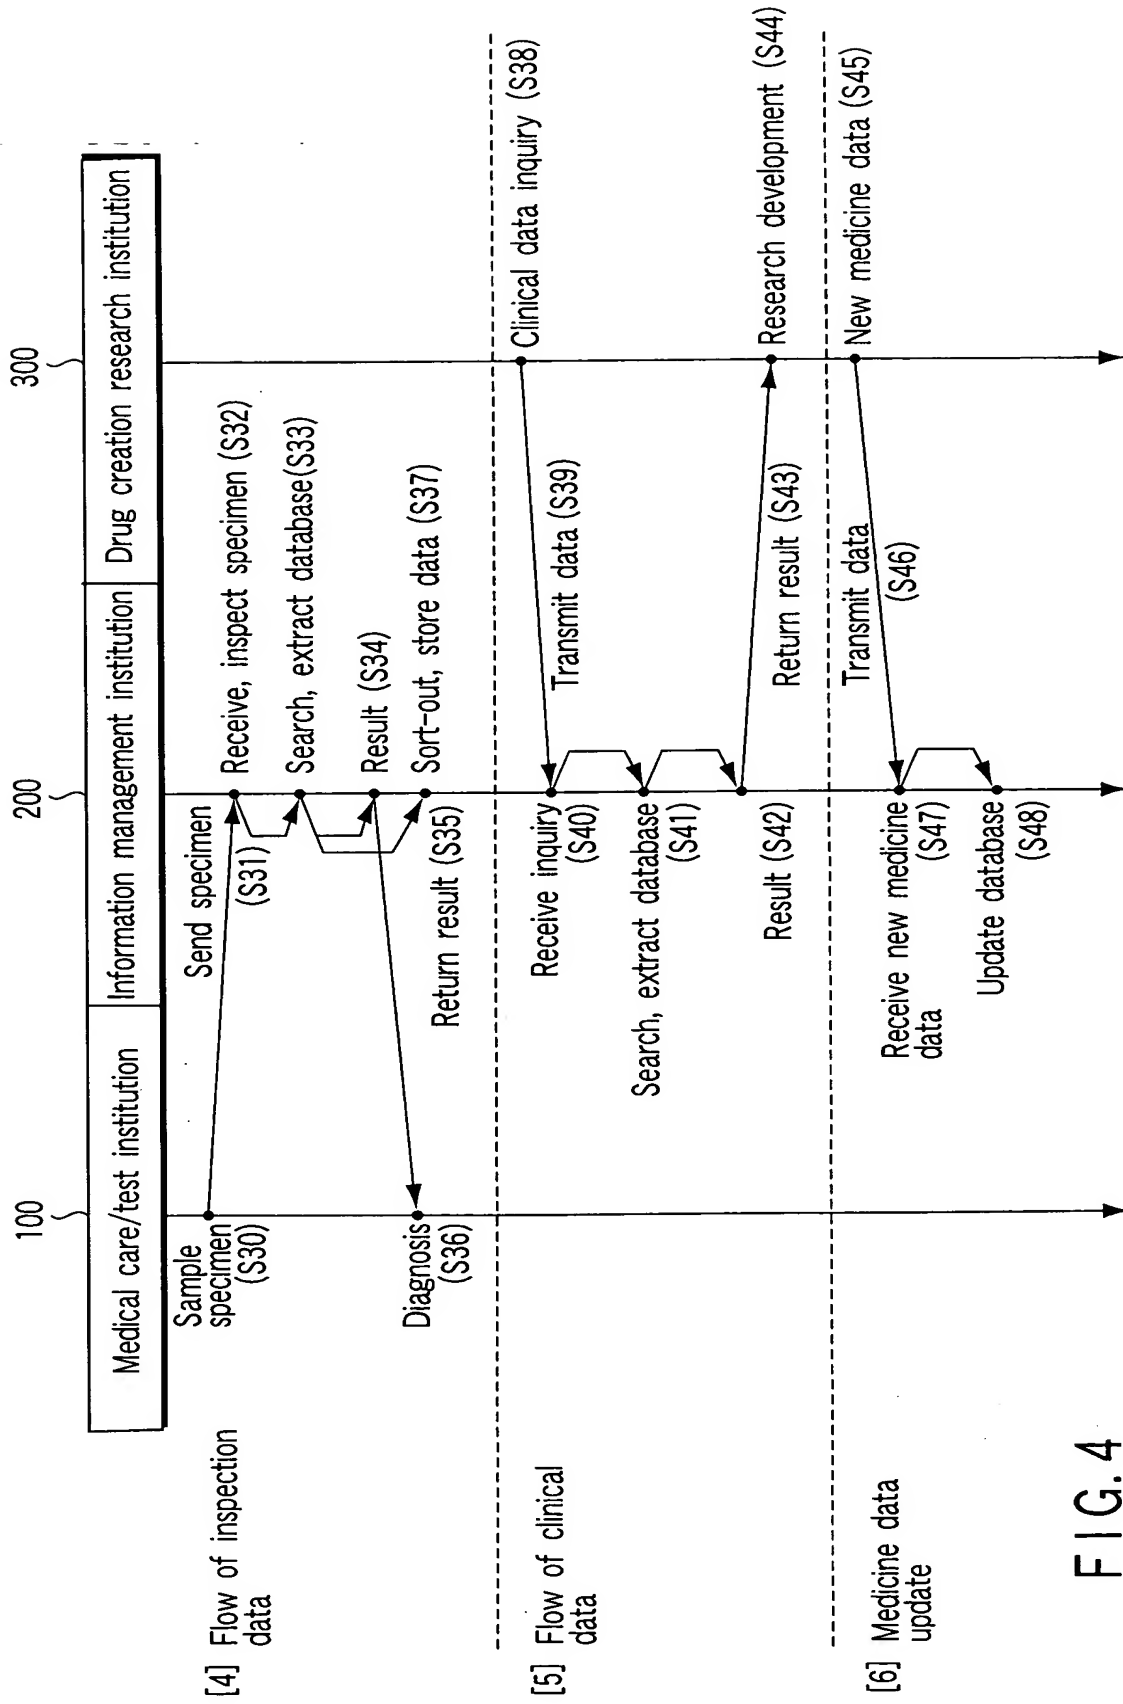 100
200
300
Medical care/test institution
Information management institution
Drug creation research institution
[4] Flow of inspection
data
Sample
specimen
(S30)
Send specimen
(S31)
Receive, inspect specimen (S32)
Search, extract database(S33)
Result (S34)
Return result (S35)
Diagnosis
(S36)
Sort-out, store data (S37)
[5] Flow of clinical
data
Clinical data inquiry (S38)
Transmit data (S39)
Receive inquiry
(S40)
Search, extract database
(S41)
Result (S42)
Return result (S43)
Research development (S44)
[6] Medicine data
update
New medicine data (S45)
Transmit data
(S46)
Receive new medicine
data
(S47)
Update database
(S48)
FIG. 4